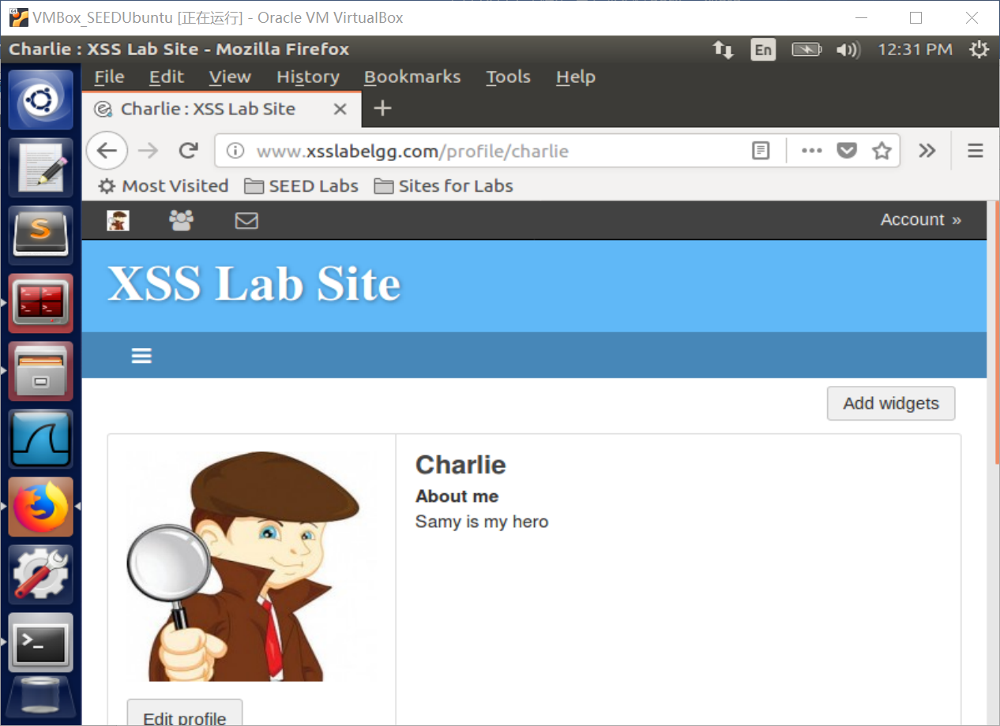 VMBox_SEEDUbuntu [正在运行] - Oracle VM VirtualBox
Charlie : XSS Lab Site - Mozilla Firefox En 12:31 PM
File Edit View History Bookmarks Tools Help
Charlie : XSS Lab Site
www.xsslabelgg.com/profile/charlie
Most Visited SEED Labs Sites for Labs
Account »
XSS Lab Site
Add widgets
Charlie
About me
Samy is my hero
Edit profile